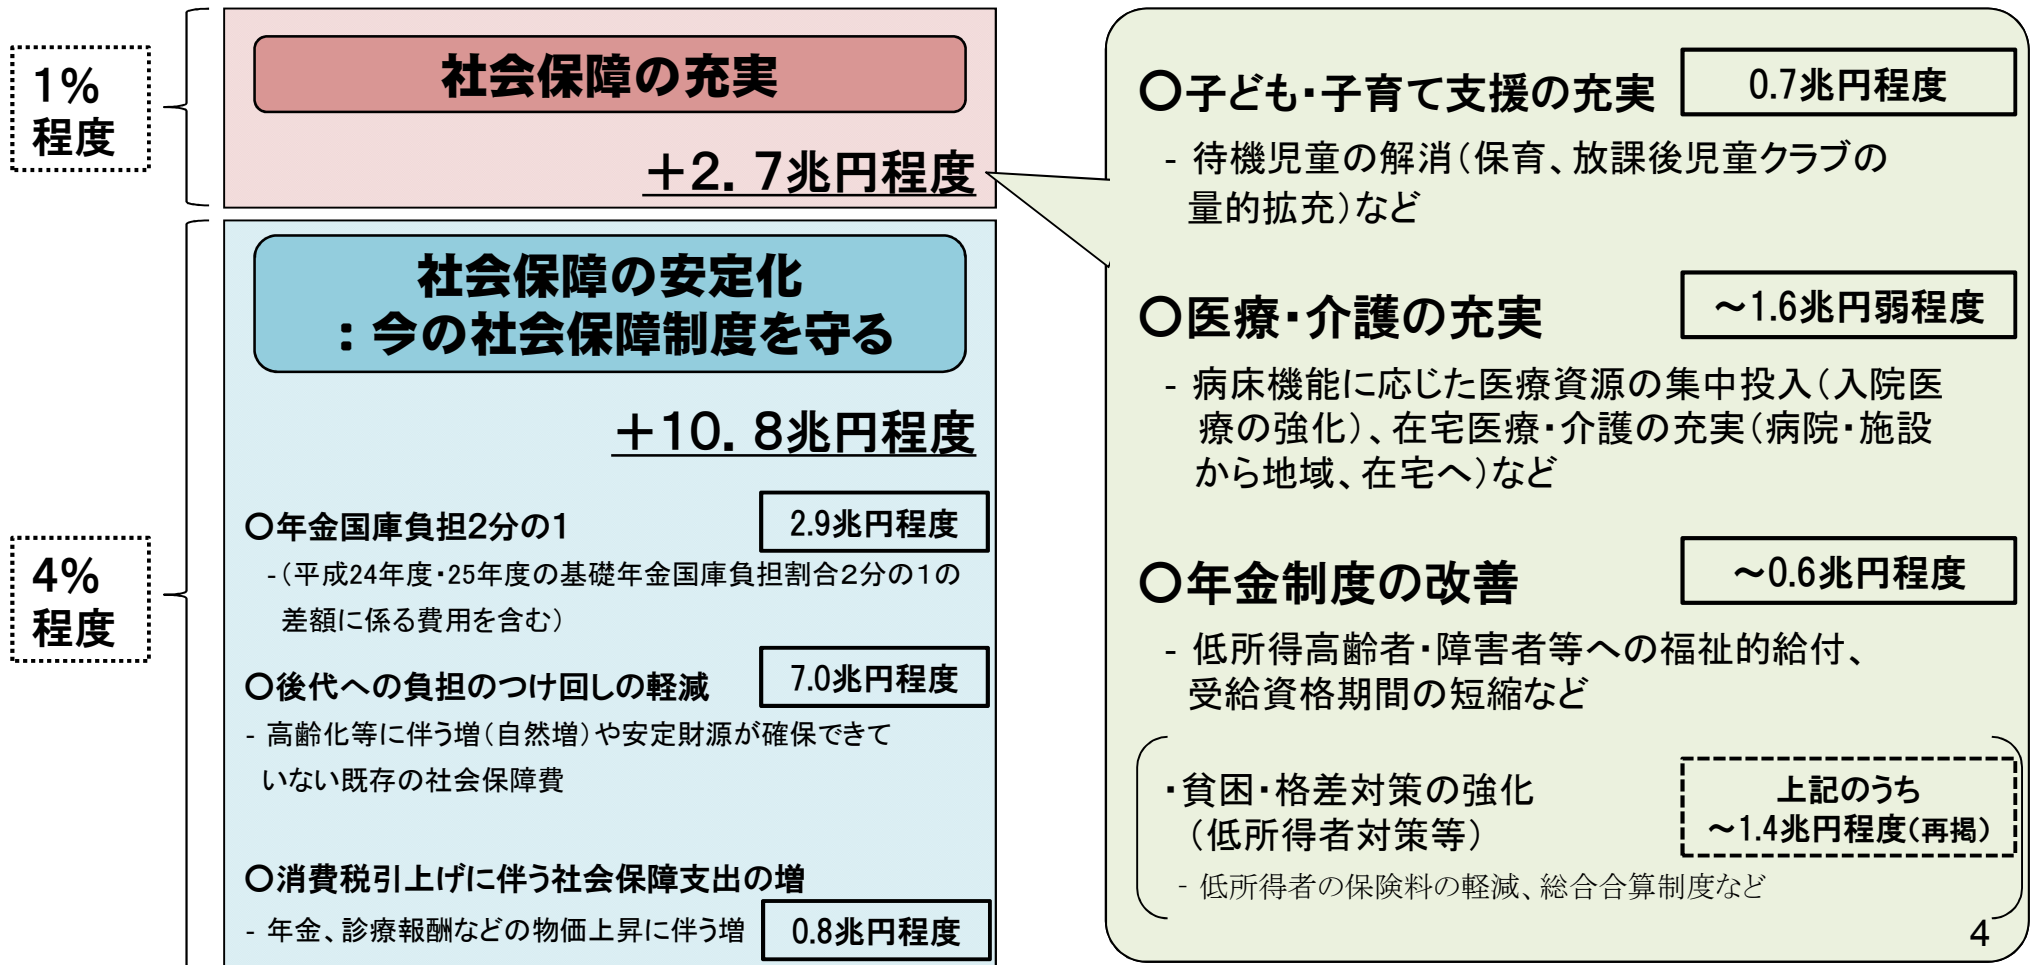 1%
程度
社会保障の充実
+2.7兆円程度
4%
程度
社会保障の安定化
:今の社会保障制度を守る
+10.8兆円程度
〇年金国庫負担2分の1
2.9兆円程度
-(平成24年度・25年度の基礎年金国庫負担割合2分の1の
差額に係る費用を含む)
〇後代への負担のつけ回しの軽減
7.0兆円程度
- 高齢化等に伴う増(自然増)や安定財源が確保できて
いない既存の社会保障費
〇消費税引上げに伴う社会保障支出の増
- 年金、診療報酬などの物価上昇に伴う増
0.8兆円程度
〇子ども・子育て支援の充実
0.7兆円程度
- 待機児童の解消(保育、放課後児童クラブの
量的拡充)など
〇医療・介護の充実
~1.6兆円弱程度
- 病床機能に応じた医療資源の集中投入(入院医
療の強化)、在宅医療・介護の充実(病院・施設
から地域、在宅へ)など
〇年金制度の改善
~0.6兆円程度
- 低所得高齢者・障害者等への福祉的給付、
受給資格期間の短縮など
・貧困・格差対策の強化
(低所得者対策等)
上記のうち
~1.4兆円程度(再掲)
- 低所得者の保険料の軽減、総合合算制度など
4